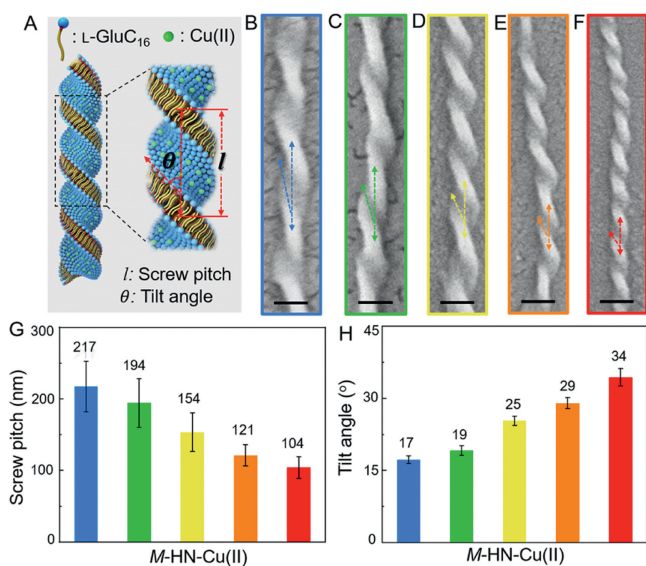 A
: L-GluC16
: Cu(II)
θ
l
l: Screw pitch
θ: Tilt angle
B
C
D
E
F
G
300
200
100
0
Screw pitch (nm)
217
194
154
121
104
M-HN-Cu(II)
H
45
30
15
0
Tilt angle (°)
17
19
25
29
34
M-HN-Cu(II)